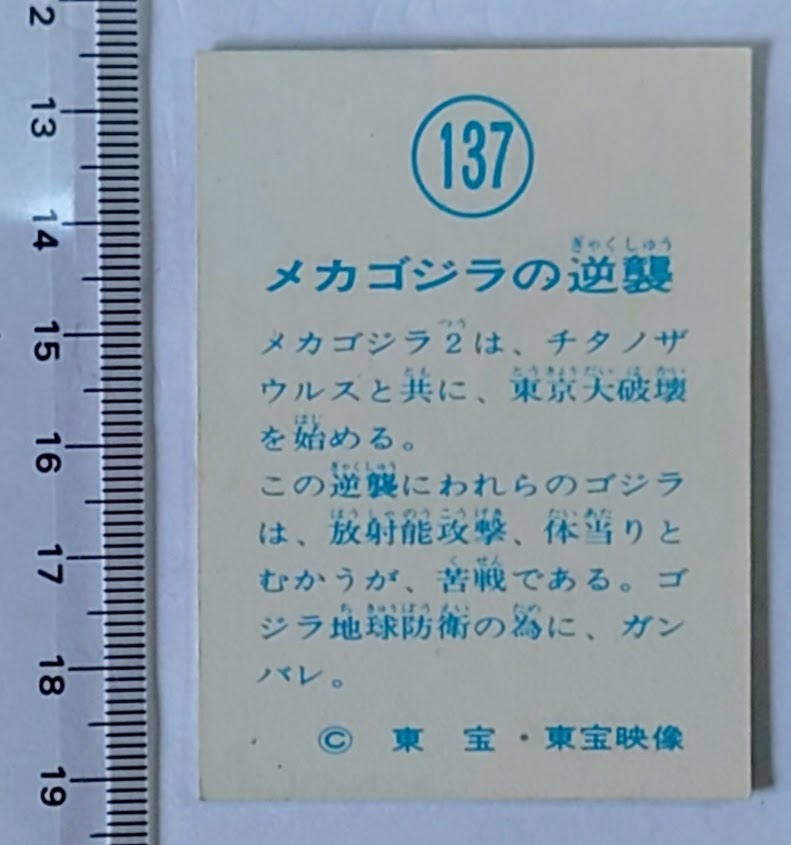 137
メカゴジラの逆襲
メカゴジラ2は、チタノザ
ウルスと共に、東京大破壊
を始める。
この逆襲にわれらのゴジラ
は、放射能攻撃、体当りと
むかうが、苦戦である。ゴ
ジラ地球防衛の為に、ガン
バレ。
© 東宝・東宝映像
2
13
14
15
16
17
18
19